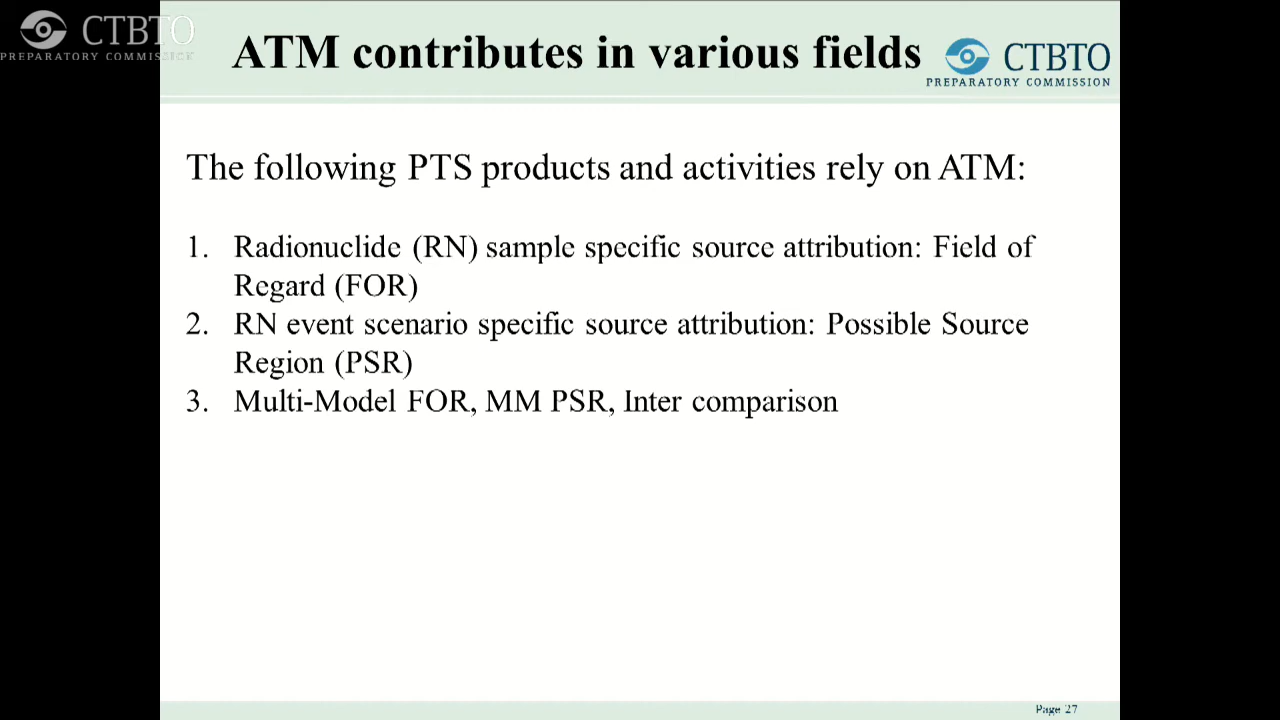 CTBTO
PREPARATORY COMMISSION
ATM contributes in various fields
CTBTO
PREPARATORY COMMISSION
The following PTS products and activities rely on ATM:
1. Radionuclide (RN) sample specific source attribution: Field of
Regard (FOR)
2. RN event scenario specific source attribution: Possible Source
Region (PSR)
3. Multi-Model FOR, MM PSR, Inter comparison
Page 27